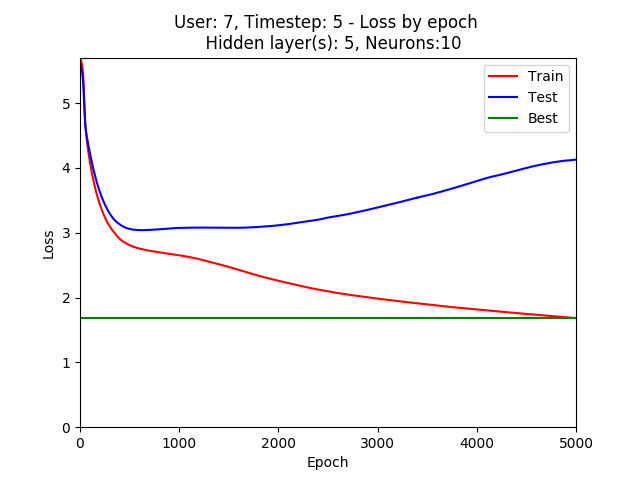 User: 7, Timestep: 5 - Loss by epoch
Hidden layer(s): 5, Neurons:10
Train
Test
Best
Loss
5
4
3
2
1
0
0 1000 2000 3000 4000 5000
Epoch